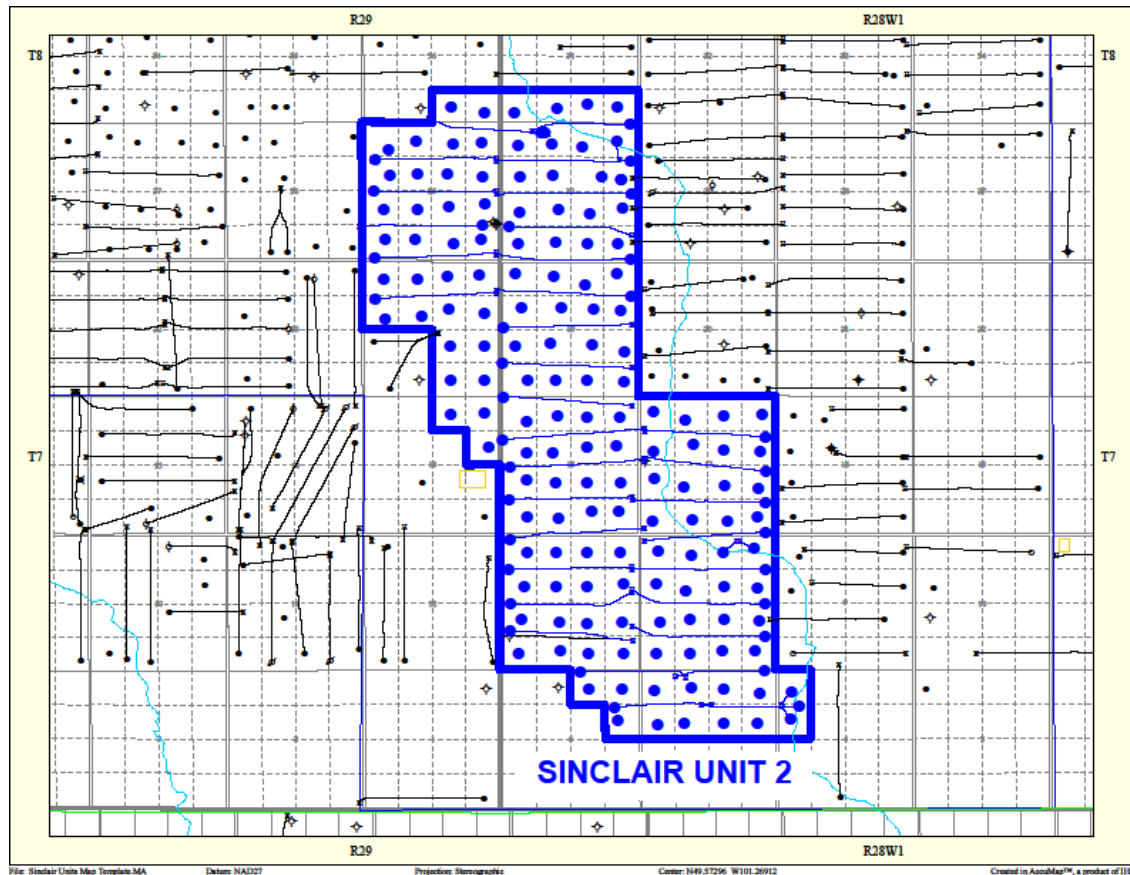 R29 R28W1
T8 T8
T7 T7
SINCLAIR UNIT 2
R29 R28W1
File: Sinclair Units Map Template.MA Datum: NAD27 Projection: Stereographic Center: N49.57296 W101.26912 Created in AccuMap™, a product of IH